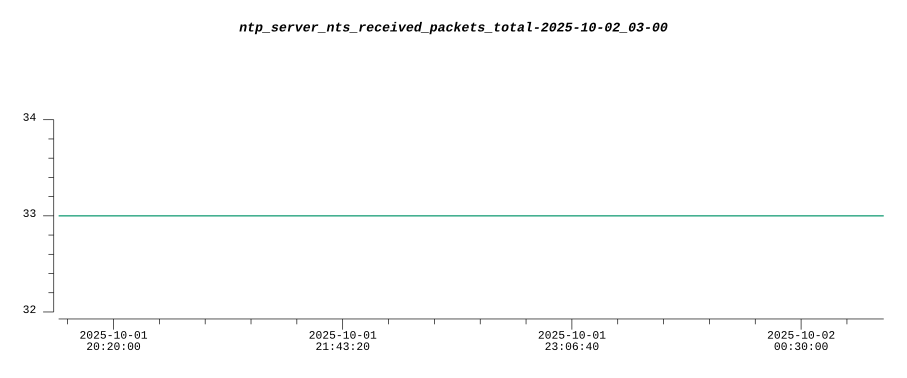 ntp_server_nts_received_packets_total-2025-10-02_03-00
34
33
32
2025-10-01 2025-10-01 2025-10-01 2025-10-02
20:20:00 21:43:20 23:06:40 00:30:00